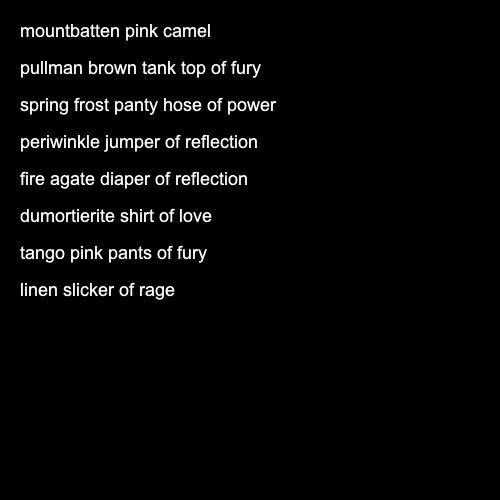 mountbatten pink camel
pullman brown tank top of fury
spring frost panty hose of power
periwinkle jumper of reflection
fire agate diaper of reflection
dumortierite shirt of love
tango pink pants of fury
linen slicker of rage